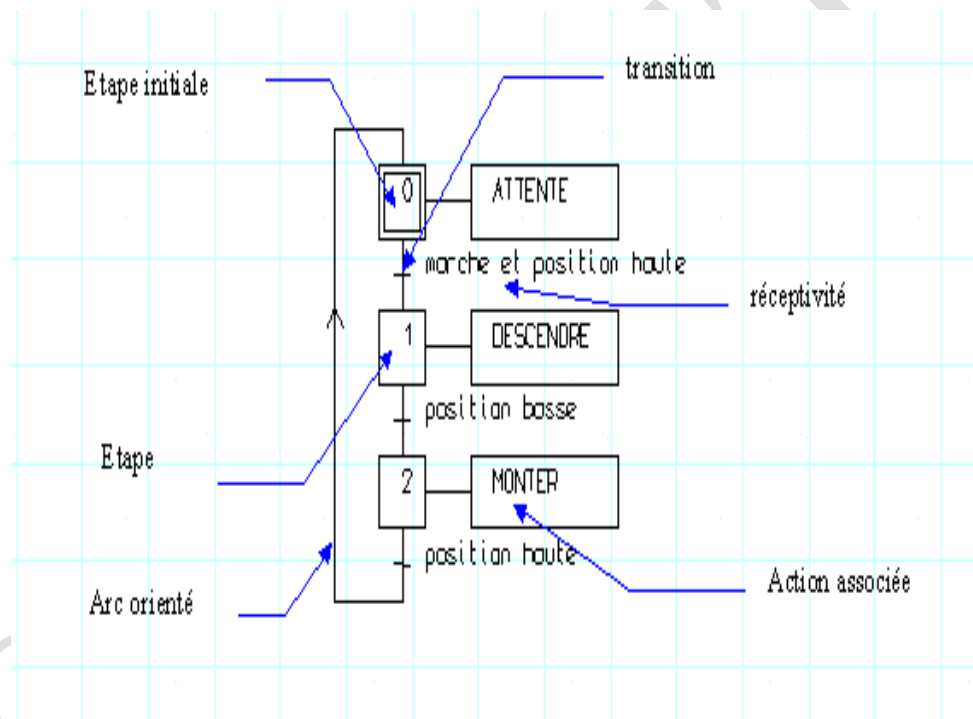 transition
Etape initiale
0
ATTENTE
marche et position haute
réceptivité
1
DESCENDRE
position basse
Etape
2
MONTER
position haute
Action associée
Arc orienté